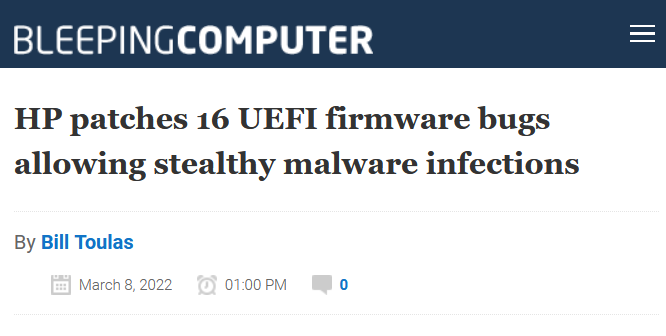 BLEEPINGCOMPUTER
HP patches 16 UEFI firmware bugs
allowing stealthy malware infections
By Bill Toulas
March 8, 2022 01:00 PM 0